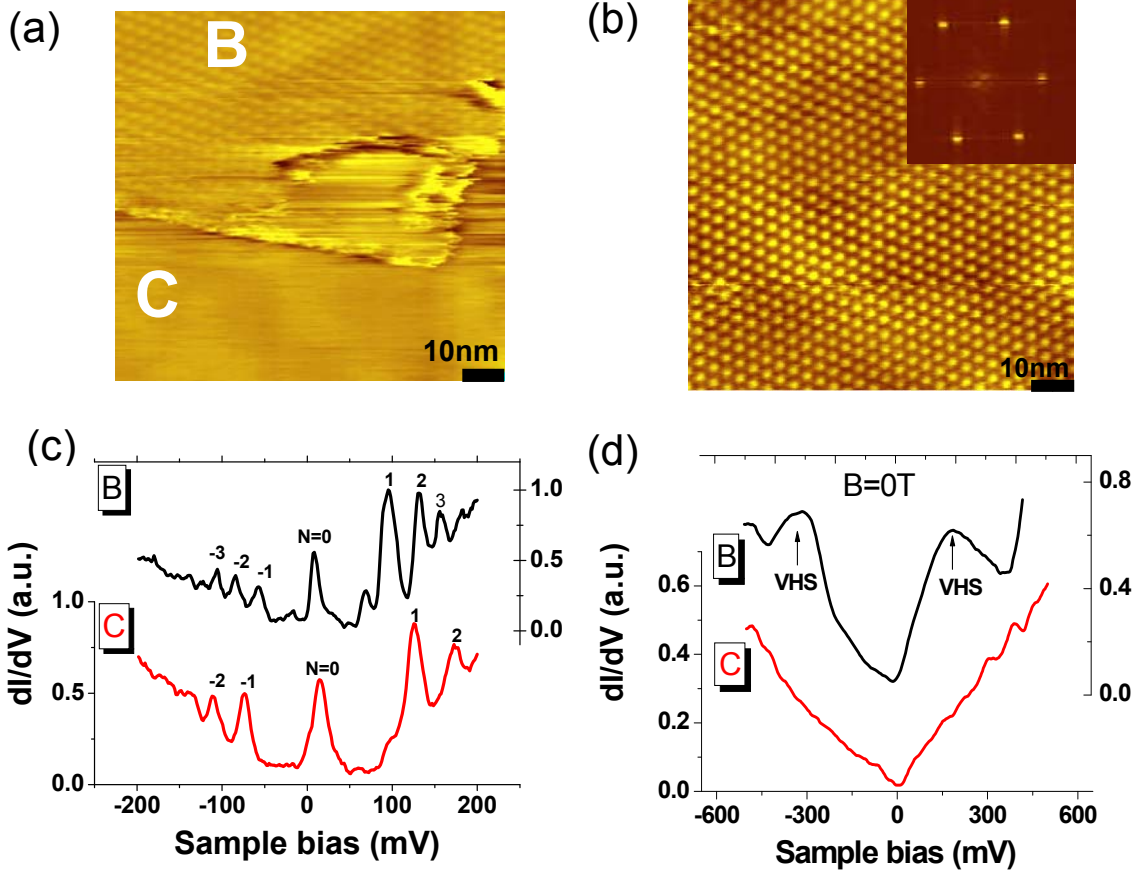 (a)
B
C
10nm
(b)
10nm
(c)
B
1
2
3
N=0
-3
-2
-1
1.0
0.5
0.0
dI/dV (a.u.)
1.0
0.5
0.0
C
1
2
N=0
-2
-1
-200
-100
0
100
200
Sample bias (mV)
(d)
B=0T
0.8
0.4
0.0
B
VHS
VHS
C
dI/dV (a.u.)
0.6
0.4
0.2
0.0
-600
-300
0
300
600
Sample bias (mV)